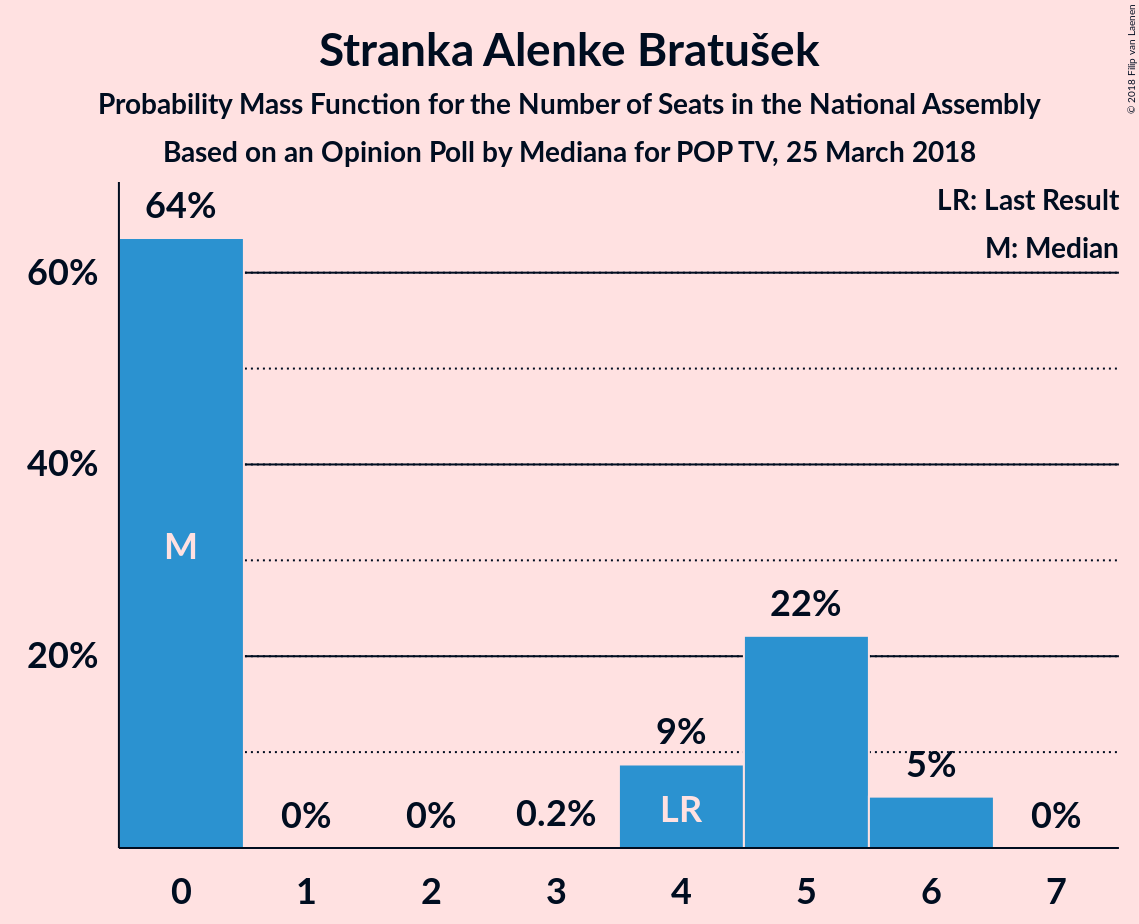 Stranka Alenke Bratušek
Probability Mass Function for the Number of Seats in the National Assembly
Based on an Opinion Poll by Mediana for POP TV, 25 March 2018
© 2018 Filip van Laenen
LR: Last Result
M: Median
64%
60%
40%
20%
M
0%
0%
0.2%
9%
LR
22%
5%
0%
0 1 2 3 4 5 6 7